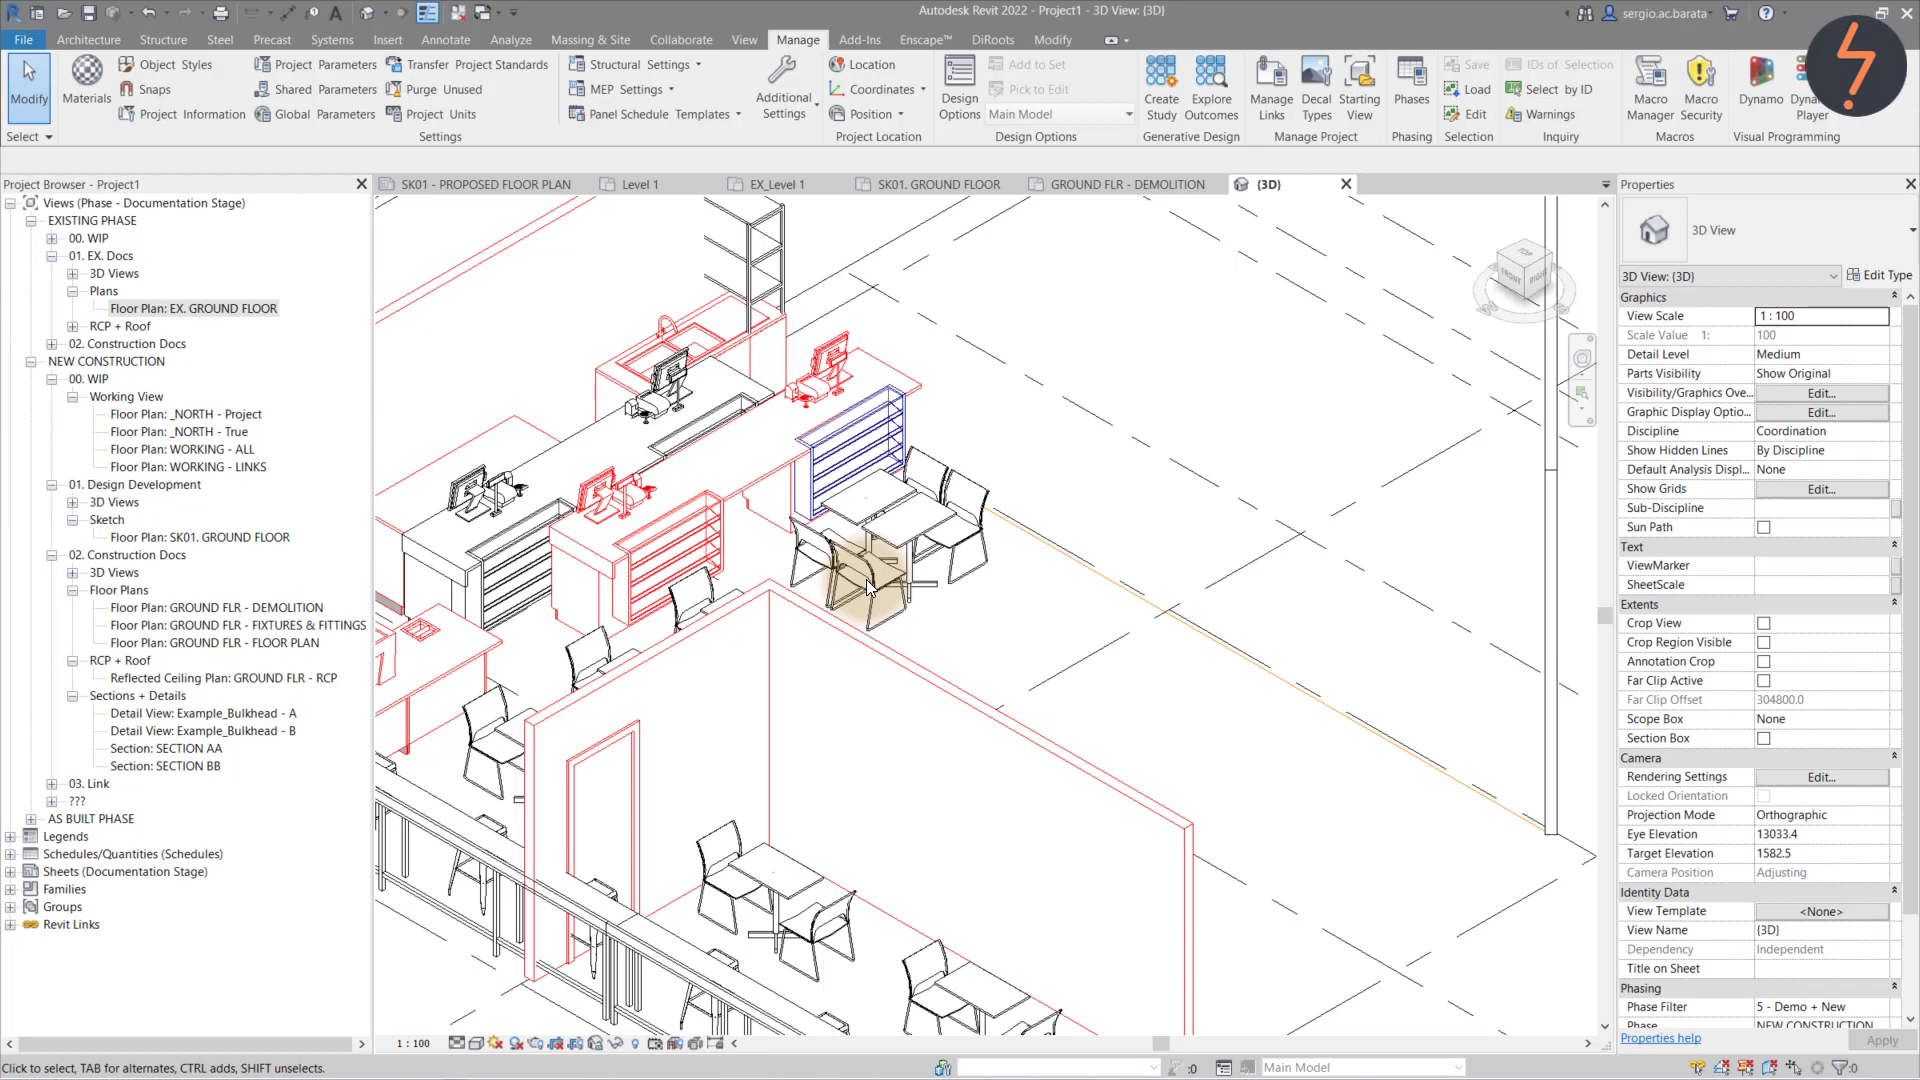 Autodesk Revit 2022 - Project1 - 3D View: {3D}
sergio.ac.barata
File Architecture Structure Steel Precast Systems Insert Annotate Analyze Massing & Site Collaborate View Manage Add-Ins Enscape™ DiRoots Modify
Modify
Materials
Object Styles
Snaps
Project Information
Project Parameters
Shared Parameters
Global Parameters
Transfer Project Standards
Purge Unused
Project Units
Structural Settings
MEP Settings
Panel Schedule Templates
Additional Settings
Location
Coordinates
Position
Design Options
Add to Set
Pick to Edit
Main Model
Create Study
Explore Outcomes
Manage Links
Decal Types
Starting View
Phases
Save
Load
Edit
IDs of Selection
Select by ID
Warnings
Macro Manager
Macro Security
Dynamo
Player
Select
Settings
Project Location
Design Options
Generative Design
Manage Project
Phasing
Selection
Inquiry
Macros
Visual Programming
Project Browser - Project1
SK01 - PROPOSED FLOOR PLAN
Level 1
EX_Level 1
SK01. GROUND FLOOR
GROUND FLR - DEMOLITION
{3D}
Properties
Views (Phase - Documentation Stage)
EXISTING PHASE
00. WIP
01. EX. Docs
3D Views
Plans
Floor Plan: EX. GROUND FLOOR
RCP + Roof
02. Construction Docs
NEW CONSTRUCTION
00. WIP
Working View
Floor Plan: _NORTH - Project
Floor Plan: _NORTH - True
Floor Plan: WORKING - ALL
Floor Plan: WORKING - LINKS
01. Design Development
3D Views
Sketch
Floor Plan: SK01. GROUND FLOOR
02. Construction Docs
3D Views
Floor Plans
Floor Plan: GROUND FLR - DEMOLITION
Floor Plan: GROUND FLR - FIXTURES & FITTINGS
Floor Plan: GROUND FLR - FLOOR PLAN
RCP + Roof
Reflected Ceiling Plan: GROUND FLR - RCP
Sections + Details
Detail View: Example_Bulkhead - A
Detail View: Example_Bulkhead - B
Section: SECTION AA
Section: SECTION BB
03. Link
???
AS BUILT PHASE
Legends
Schedules/Quantities (Schedules)
Sheets (Documentation Stage)
Families
Groups
Revit Links
TOP
FRONT
RIGHT
3D View
3D View: {3D}
Edit Type
Graphics
View Scale 1 : 100
Scale Value 1: 100
Detail Level Medium
Parts Visibility Show Original
Visibility/Graphics Ove... Edit...
Graphic Display Optio... Edit...
Discipline Coordination
Show Hidden Lines By Discipline
Default Analysis Displ... None
Show Grids Edit...
Sub-Discipline
Sun Path
Text
ViewMarker
SheetScale
Extents
Crop View
Crop Region Visible
Annotation Crop
Far Clip Active
Far Clip Offset 304800.0
Scope Box None
Section Box
Camera
Rendering Settings Edit...
Locked Orientation
Projection Mode Orthographic
Eye Elevation 13033.4
Target Elevation 1582.5
Camera Position Adjusting
Identity Data
View Template <None>
View Name {3D}
Dependency Independent
Title on Sheet
Phasing
Phase Filter 5 - Demo + New
Phase NEW CONSTRUCTION
Properties help
Apply
1 : 100
Click to select, TAB for alternates, CTRL adds, SHIFT unselects.
:0
Main Model
:0